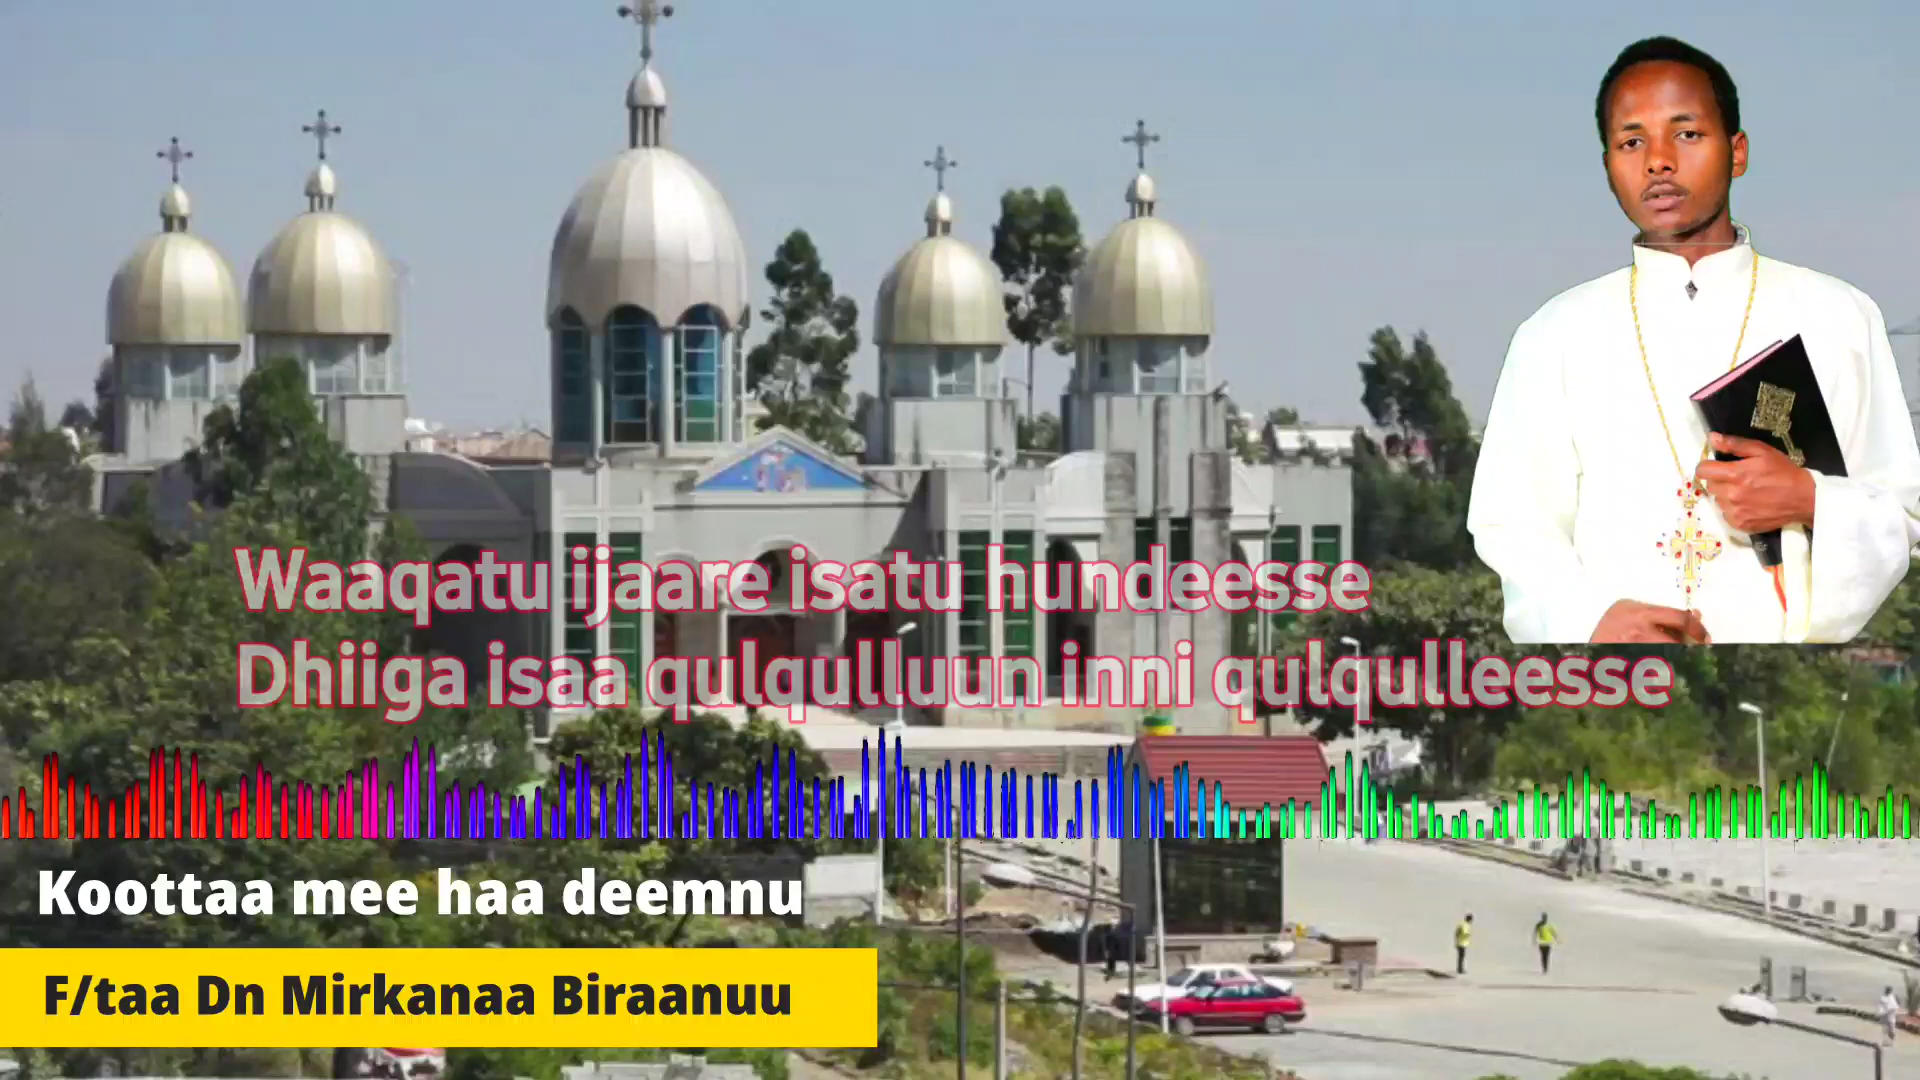 Waaqatu ijaare isatu hundeesse
Dhiiga isaa qulqulluun inni qulqulleesse
Koottaa mee haa deemnu
F/taa Dn Mirkanaa Biraanuu